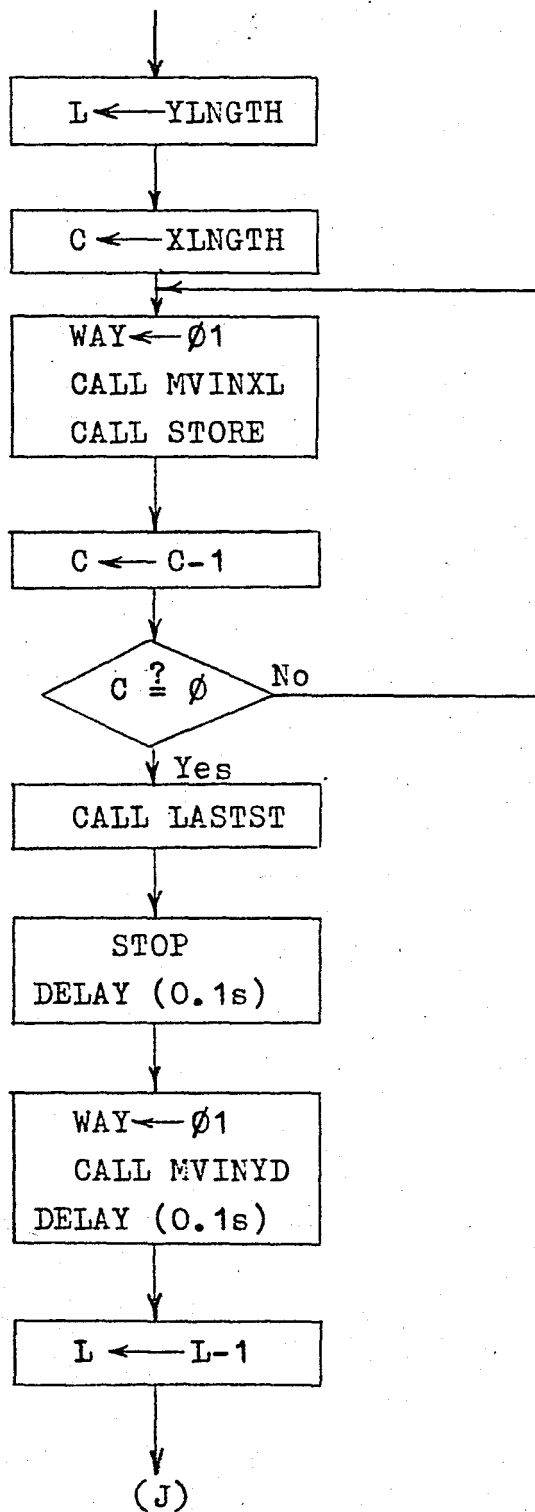 L ← YLNGTH
C ← XLNGTH
WAY ← Ø1
CALL MVINXL
CALL STORE
C ← C-1
C ≟ Ø
No
Yes
CALL LASTST
STOP
DELAY (0.1s)
WAY ← Ø1
CALL MVINYD
DELAY (0.1s)
L ← L-1
(J)